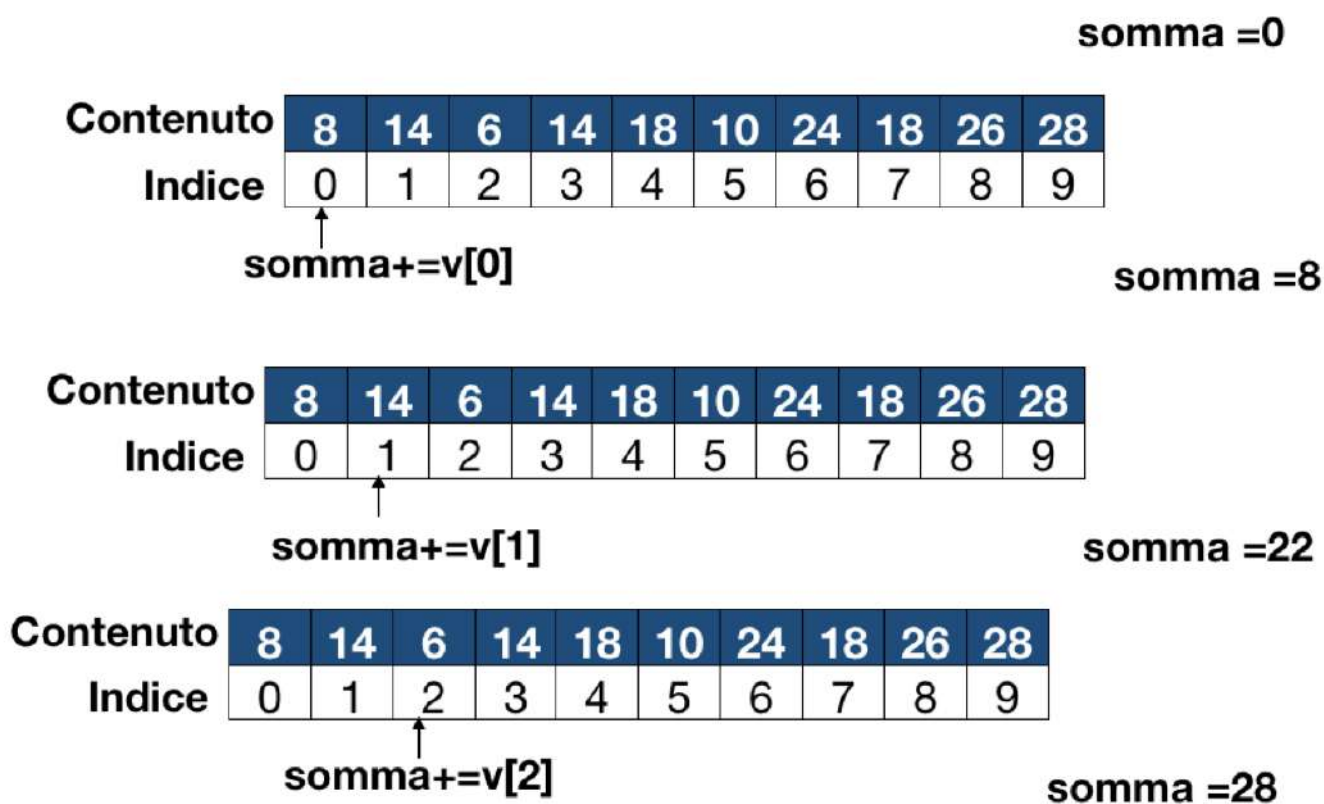 somma =0
Contenuto 8 14 6 14 18 10 24 18 26 28
Indice 0 1 2 3 4 5 6 7 8 9
somma+=v[0]
somma =8
Contenuto 8 14 6 14 18 10 24 18 26 28
Indice 0 1 2 3 4 5 6 7 8 9
somma+=v[1]
somma =22
Contenuto 8 14 6 14 18 10 24 18 26 28
Indice 0 1 2 3 4 5 6 7 8 9
somma+=v[2]
somma =28